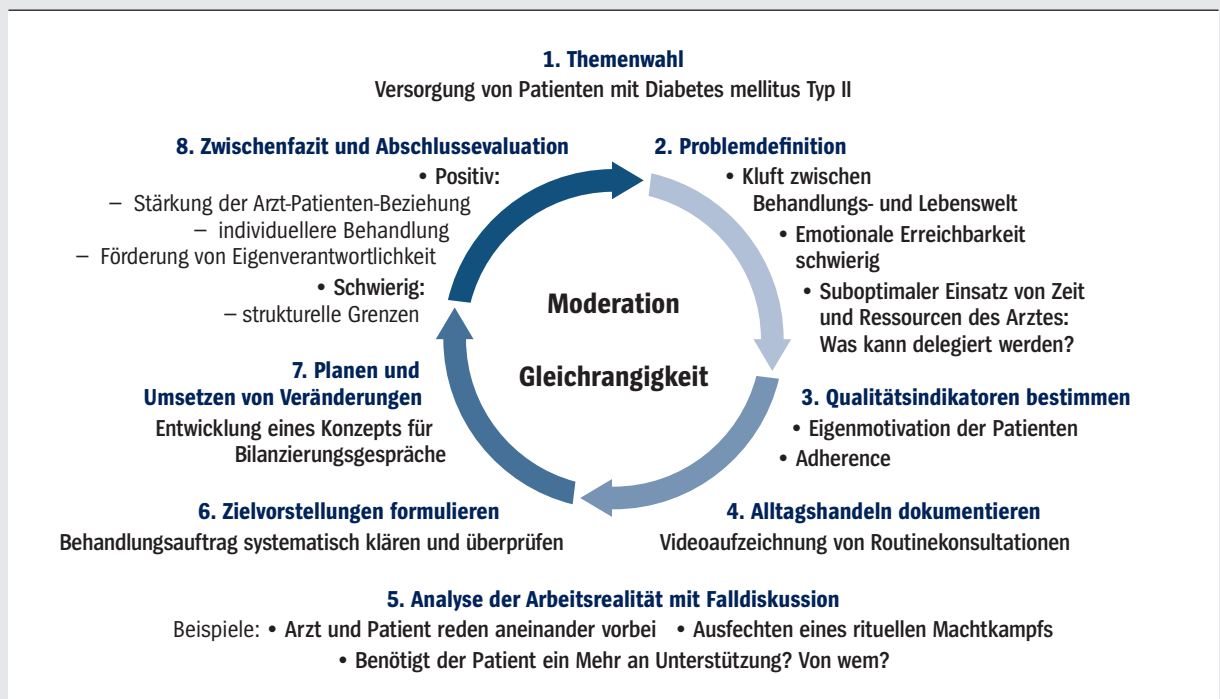 1. Themenwahl
Versorgung von Patienten mit Diabetes mellitus Typ II
2. Problemdefinition
• Kluft zwischen
Behandlungs- und Lebenswelt
• Emotionale Erreichbarkeit
schwierig
• Suboptimaler Einsatz von Zeit
und Ressourcen des Arztes:
Was kann delegiert werden?
3. Qualitätsindikatoren bestimmen
• Eigenmotivation der Patienten
• Adherence
4. Alltagshandeln dokumentieren
Videoaufzeichnung von Routinekonsultationen
5. Analyse der Arbeitsrealität mit Falldiskussion
Beispiele: • Arzt und Patient reden aneinander vorbei • Ausfechten eines rituellen Machtkampfs
• Benötigt der Patient ein Mehr an Unterstützung? Von wem?
6. Zielvorstellungen formulieren
Behandlungsauftrag systematisch klären und überprüfen
7. Planen und
Umsetzen von Veränderungen
Entwicklung eines Konzepts für
Bilanzierungsgespräche
8. Zwischenfazit und Abschlussevaluation
• Positiv:
– Stärkung der Arzt-Patienten-Beziehung
– individuellere Behandlung
– Förderung von Eigenverantwortlichkeit
• Schwierig:
– strukturelle Grenzen
Moderation
Gleichrangigkeit